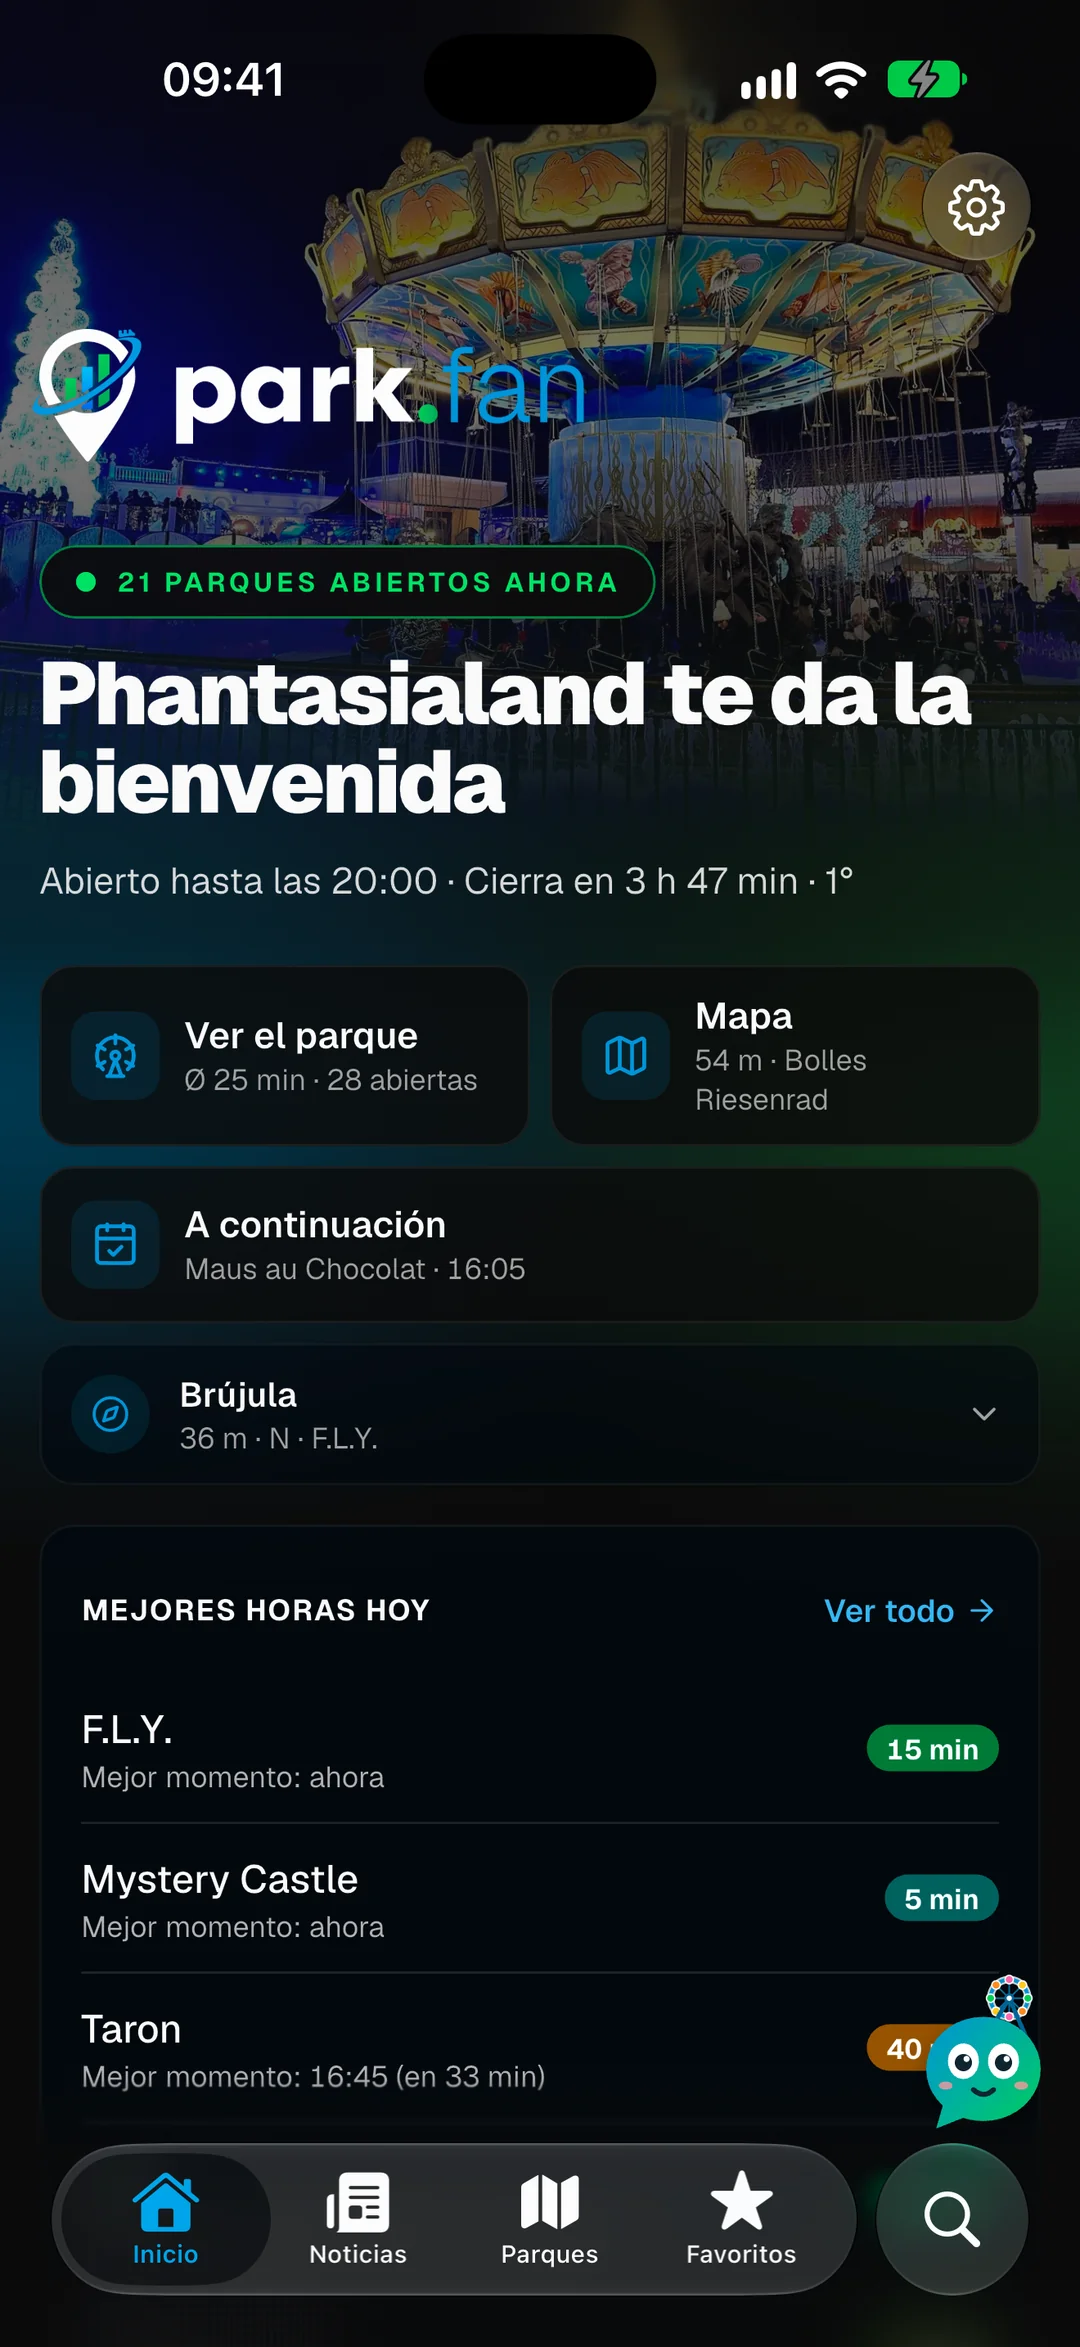 09:41
park.fan
21 PARQUES ABIERTOS AHORA
Phantasialand te da la
bienvenida
Abierto hasta las 20:00 · Cierra en 3 h 47 min · 1°
Ver el parque
Ø 25 min · 28 abiertas
Mapa
54 m · Bolles
Riesenrad
A continuación
Maus au Chocolat · 16:05
Brújula
36 m · N · F.L.Y.
MEJORES HORAS HOY
Ver todo →
F.L.Y.
Mejor momento: ahora
15 min
Mystery Castle
Mejor momento: ahora
5 min
Taron
Mejor momento: 16:45 (en 33 min)
40
Inicio
Noticias
Parques
Favoritos